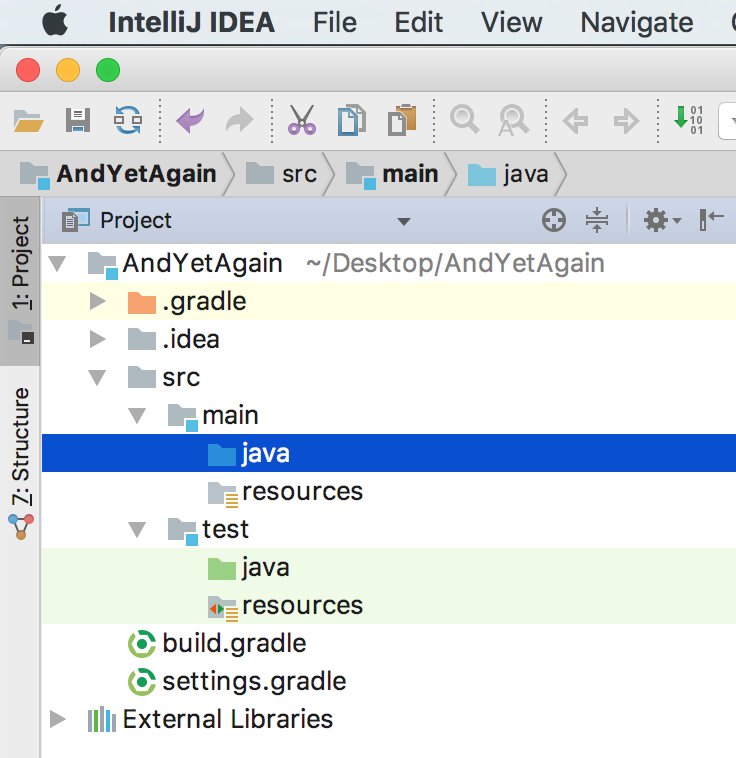 IntelliJ IDEA File Edit View Navigate
AndYetAgain src main java
Project
1: Project
7: Structure
AndYetAgain ~/Desktop/AndYetAgain
.gradle
.idea
src
main
java
resources
test
java
resources
build.gradle
settings.gradle
External Libraries